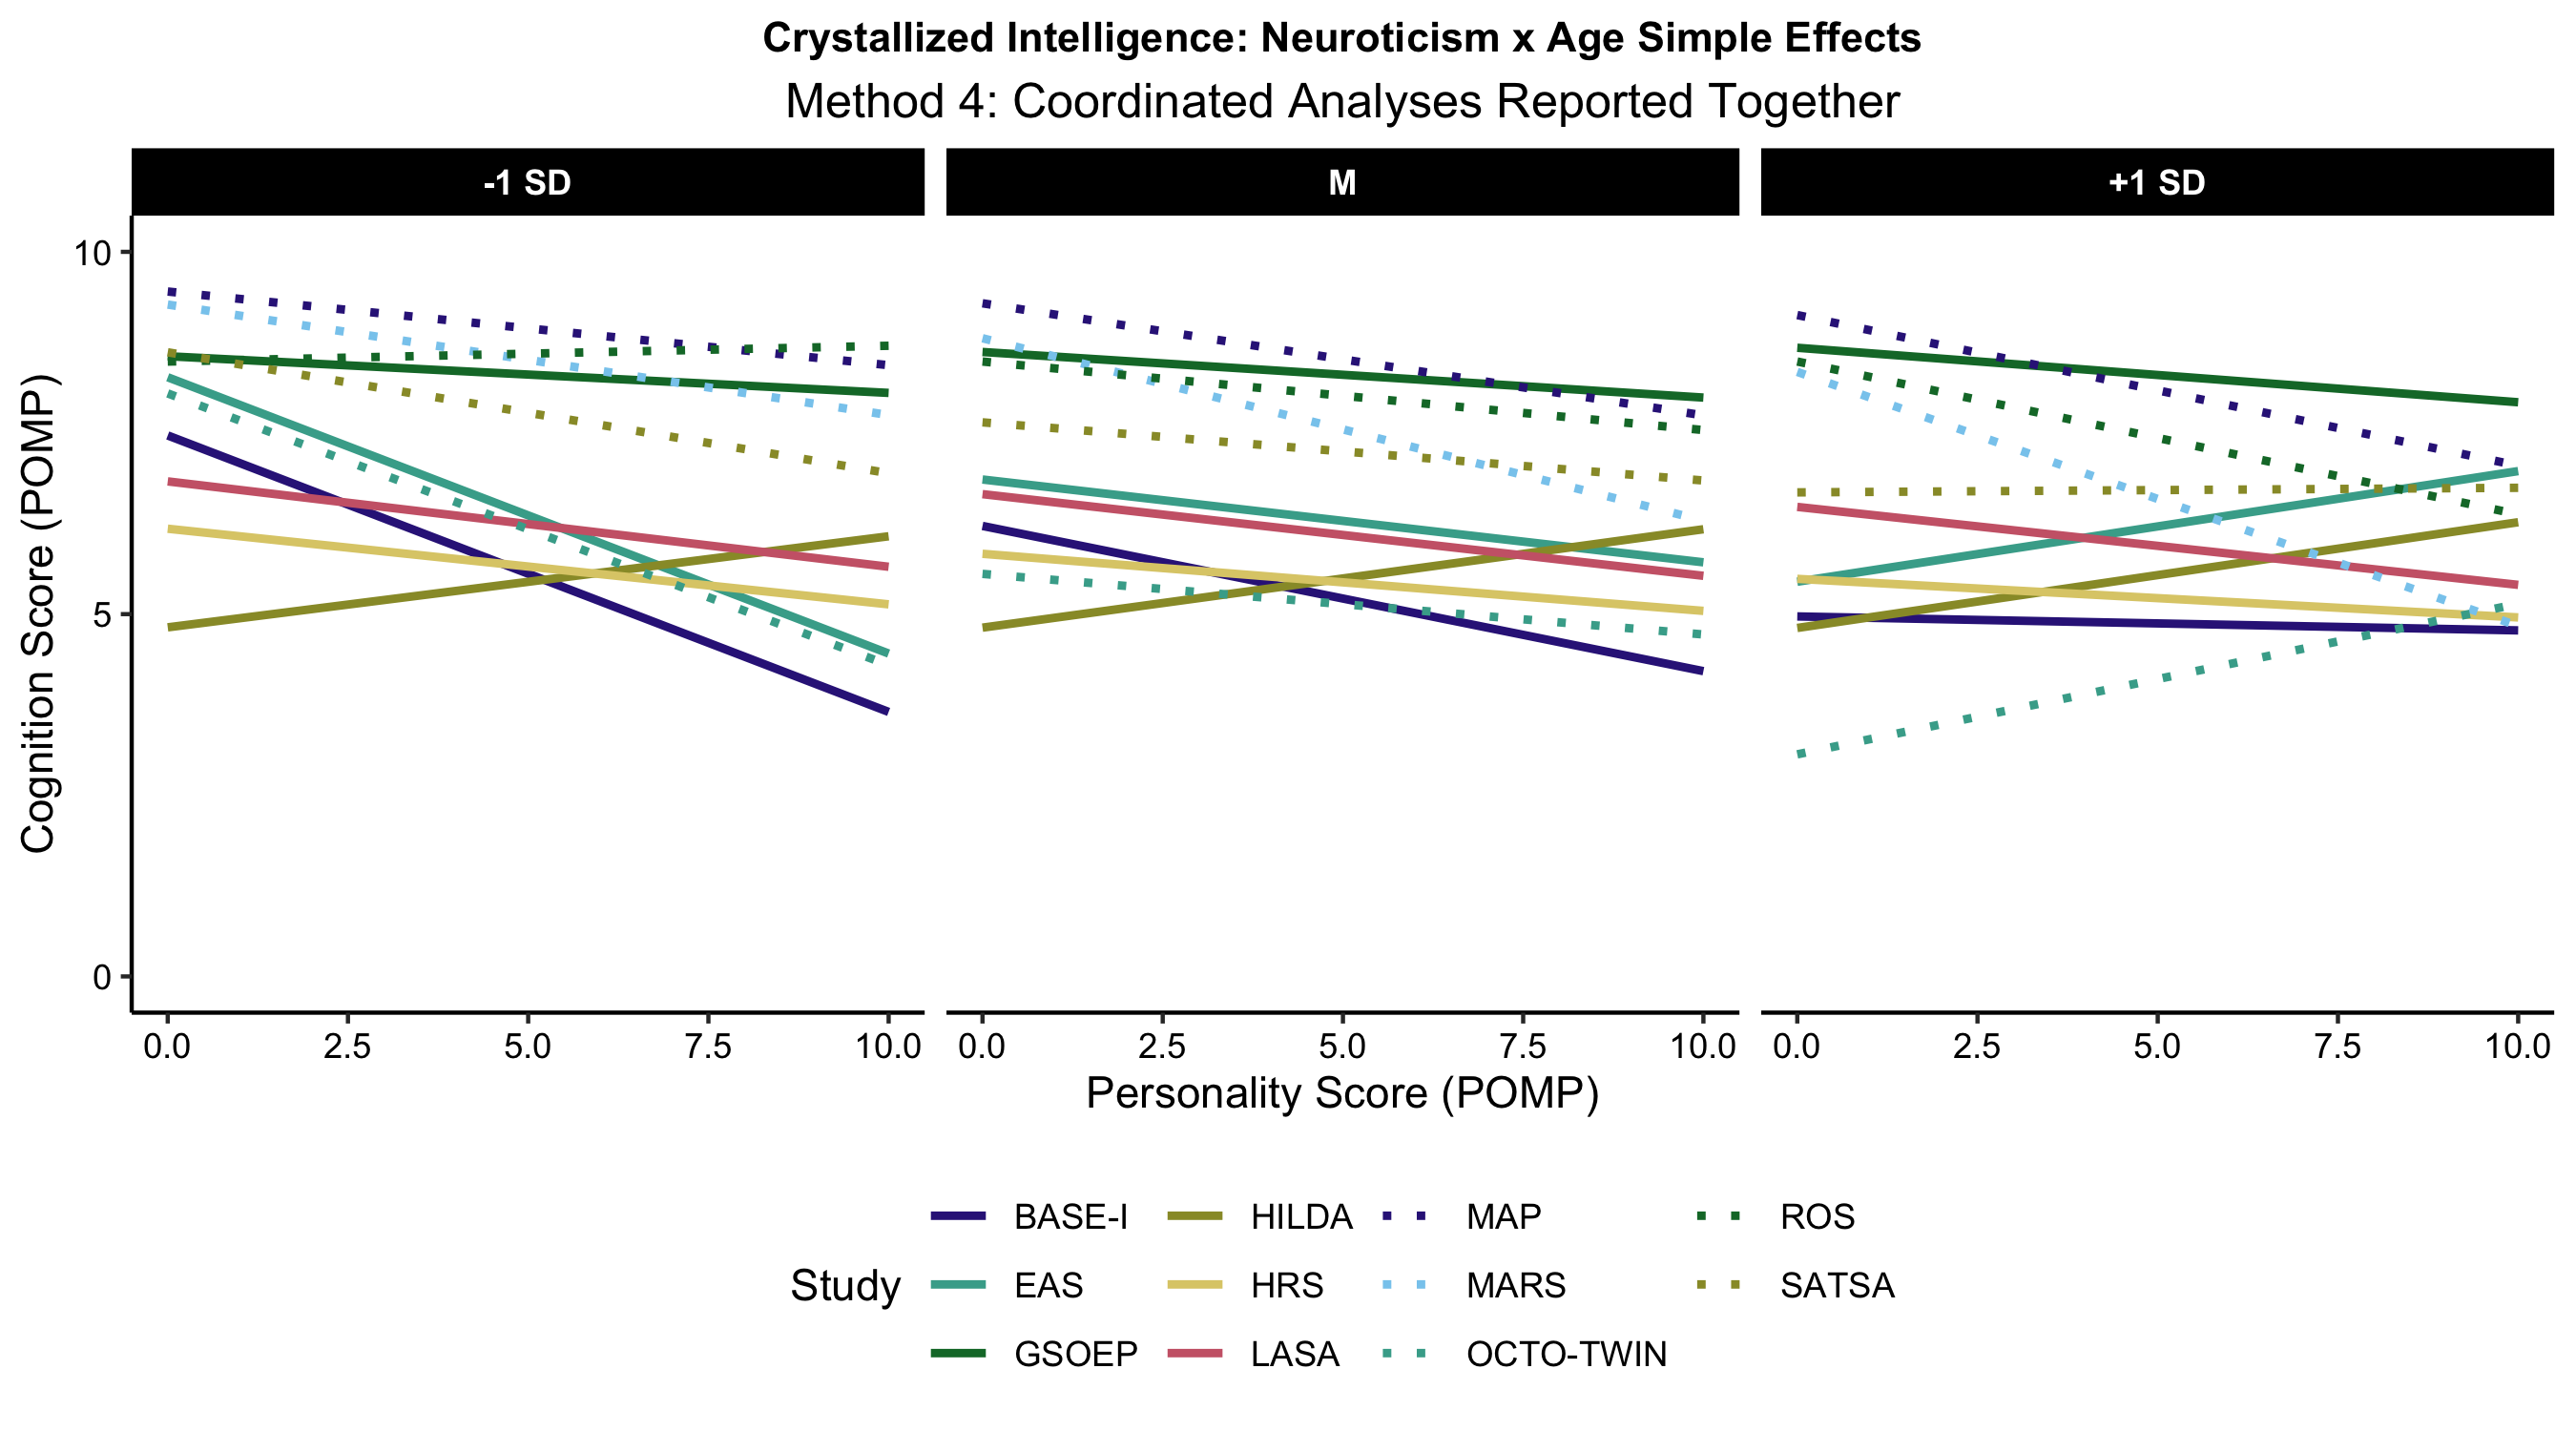 Crystallized Intelligence: Neuroticism x Age Simple Effects
Method 4: Coordinated Analyses Reported Together
-1 SD M +1 SD
Cognition Score (POMP)
10
5
0
0.0 2.5 5.0 7.5 10.0 0.0 2.5 5.0 7.5 10.0 0.0 2.5 5.0 7.5 10.0
Personality Score (POMP)
Study
BASE-I HILDA MAP ROS
EAS HRS MARS SATSA
GSOEP LASA OCTO-TWIN